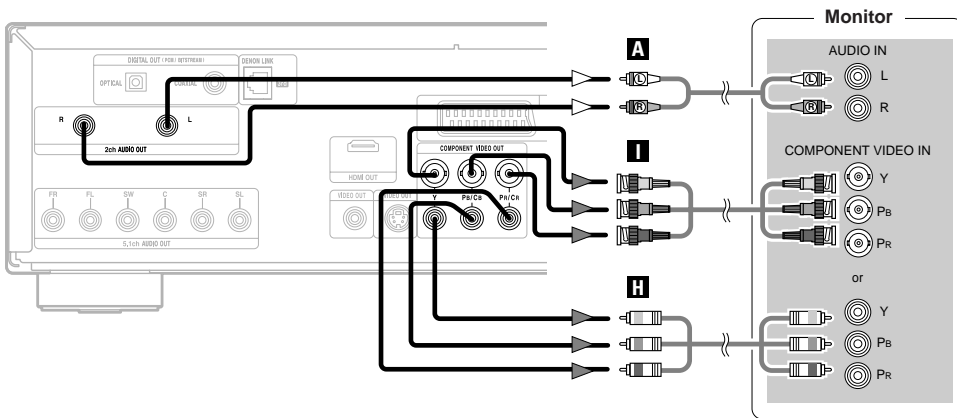 Monitor
AUDIO IN
L
R
COMPONENT VIDEO IN
Y
PB
PR
or
Y
PB
PR
A
L
R
L
R
I
H
DIGITAL OUT (PCM / BITSTREAM)
OPTICAL
COAXIAL
DENON LINK
R
L
2ch AUDIO OUT
FR
FL
SW
C
SR
SL
5.1ch AUDIO OUT
HDMI OUT
VIDEO OUT
VIDEO OUT
COMPONENT VIDEO OUT
Y
PB/CB
PR/CR